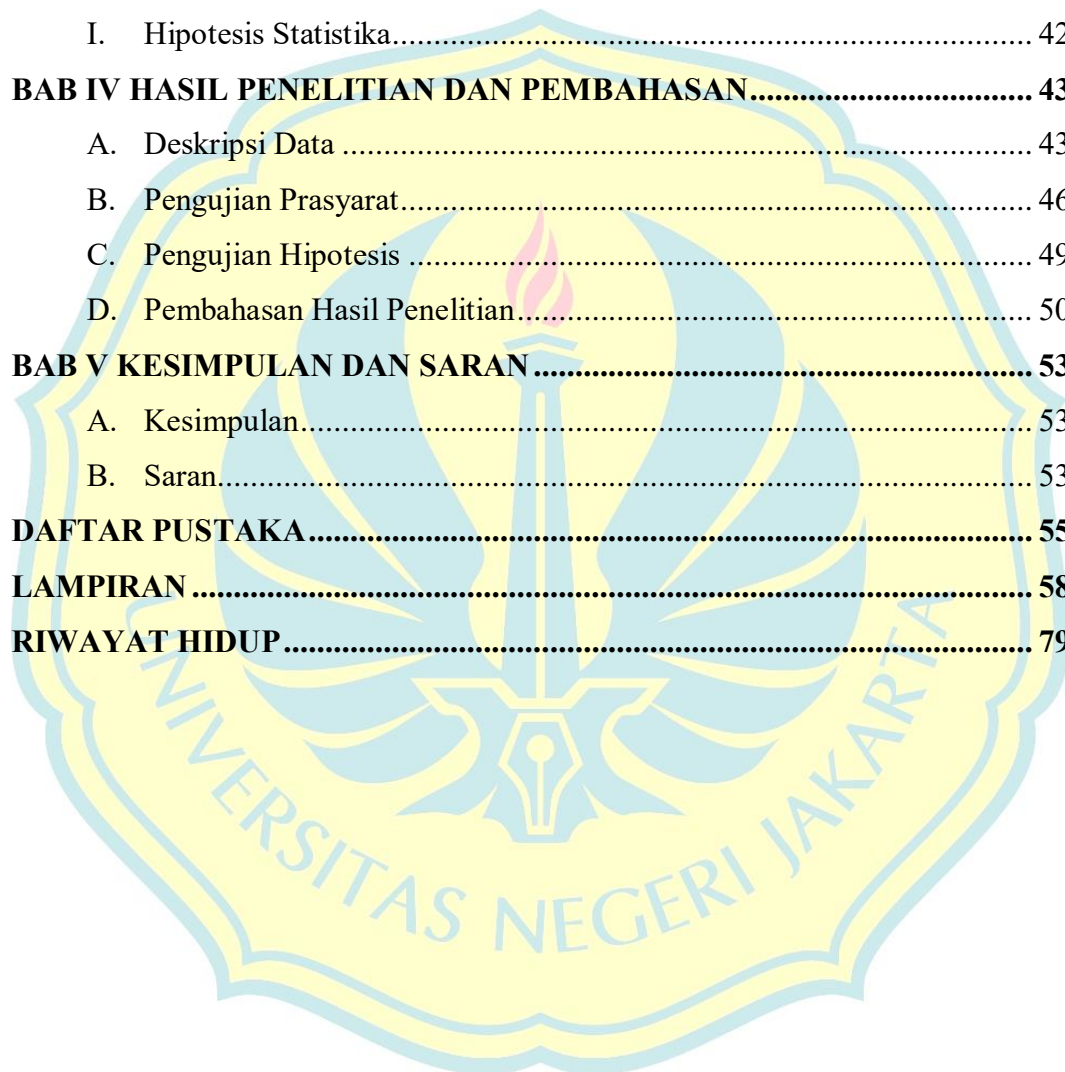 I. Hipotesis Statistika........................................................................................ 42
BAB IV HASIL PENELITIAN DAN PEMBAHASAN................................... 43
A. Deskripsi Data ............................................................................................ 43
B. Pengujian Prasyarat..................................................................................... 46
C. Pengujian Hipotesis .................................................................................... 49
D. Pembahasan Hasil Penelitian ...................................................................... 50
BAB V KESIMPULAN DAN SARAN.............................................................. 53
A. Kesimpulan................................................................................................. 53
B. Saran........................................................................................................... 53
DAFTAR PUSTAKA.......................................................................................... 55
LAMPIRAN ........................................................................................................ 58
RIWAYAT HIDUP............................................................................................. 79
UNIVERSITAS NEGERI JAKARTA